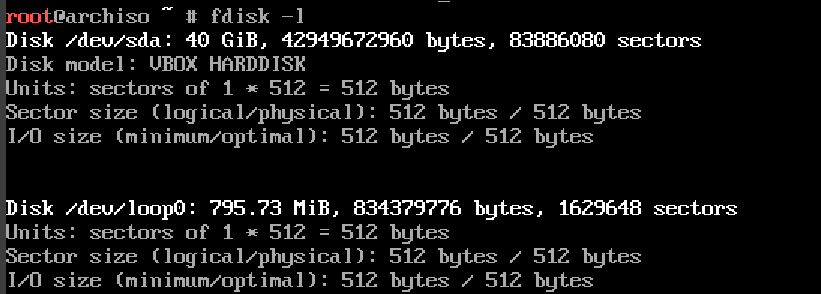 root@archiso ~ # fdisk -l
Disk /dev/sda: 40 GiB, 42949672960 bytes, 83886080 sectors
Disk model: VBOX HARDDISK
Units: sectors of 1 * 512 = 512 bytes
Sector size (logical/physical): 512 bytes / 512 bytes
I/O size (minimum/optimal): 512 bytes / 512 bytes
Disk /dev/loop0: 795.73 MiB, 834379776 bytes, 1629648 sectors
Units: sectors of 1 * 512 = 512 bytes
Sector size (logical/physical): 512 bytes / 512 bytes
I/O size (minimum/optimal): 512 bytes / 512 bytes